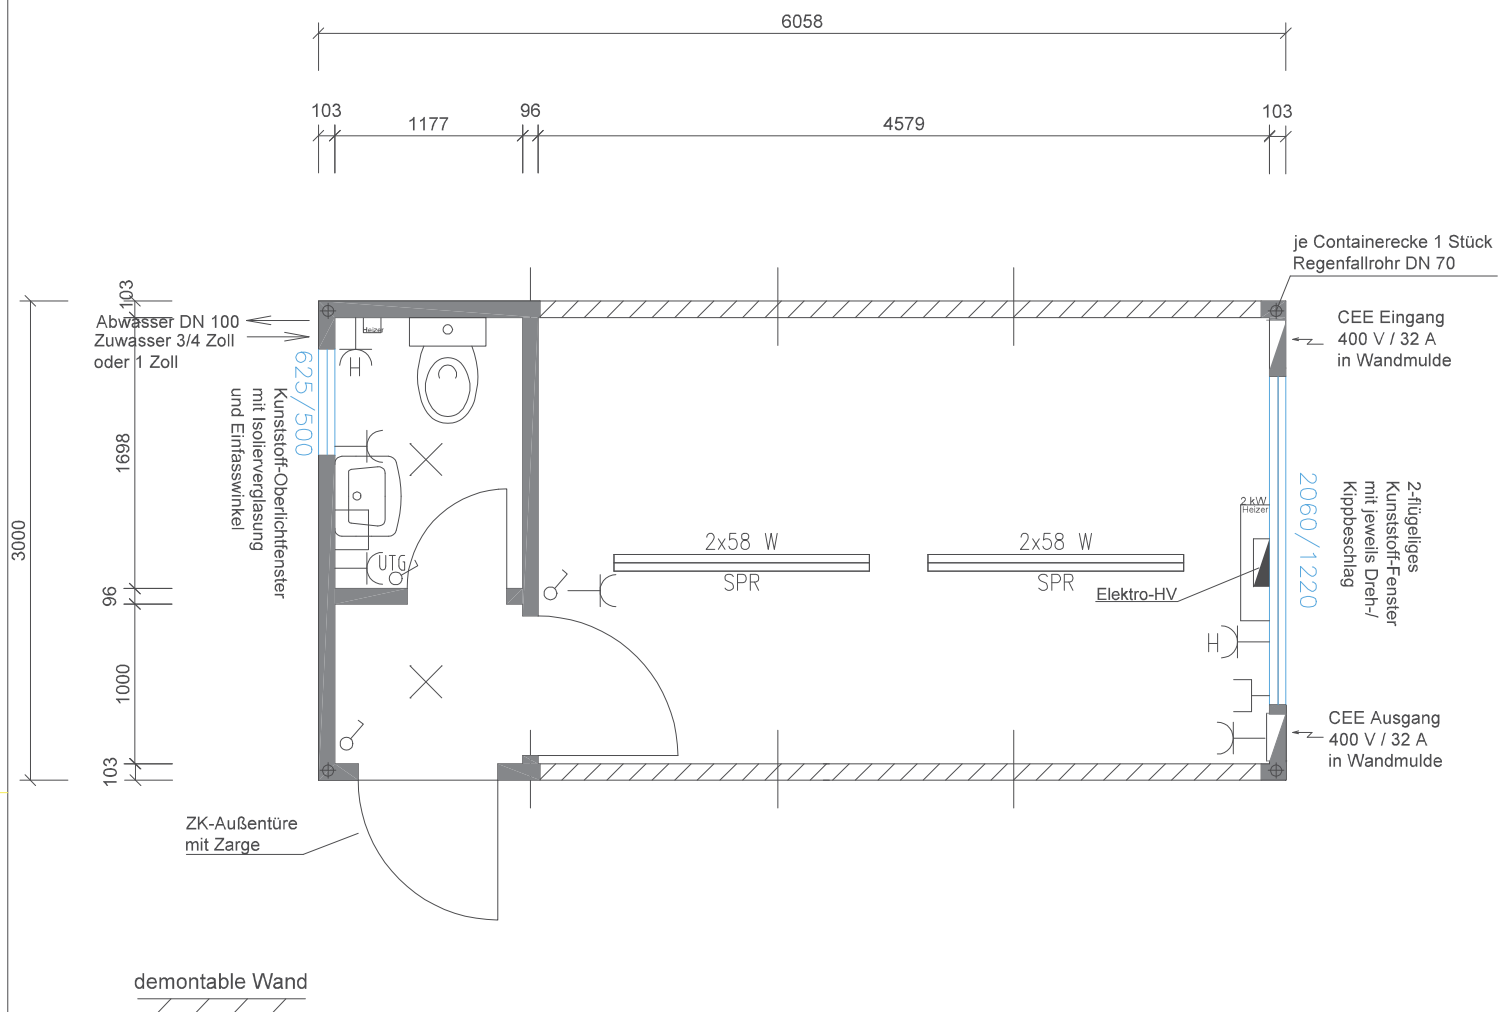 6058
103
1177
96
4579
103
je Containerecke 1 Stück
Regenfallrohr DN 70
CEE Eingang
400 V / 32 A
in Wandmulde
103
1698
96
1000
103
3000
Abwasser DN 100
Zuwasser 3/4 Zoll
oder 1 Zoll
625/500
Kunststoff-Oberlichtfenster
mit Isolierverglasung
und Einfasswinkel
Heizer
H
UTG
2x58 W
SPR
2x58 W
SPR
2 kW
Heizer
Elektro-HV
H
2060/1220
2-flügeliges
Kunststoff-Fenster
mit jeweils Dreh-/
Kippbeschlag
CEE Ausgang
400 V / 32 A
in Wandmulde
ZK-Außentüre
mit Zarge
demontable Wand